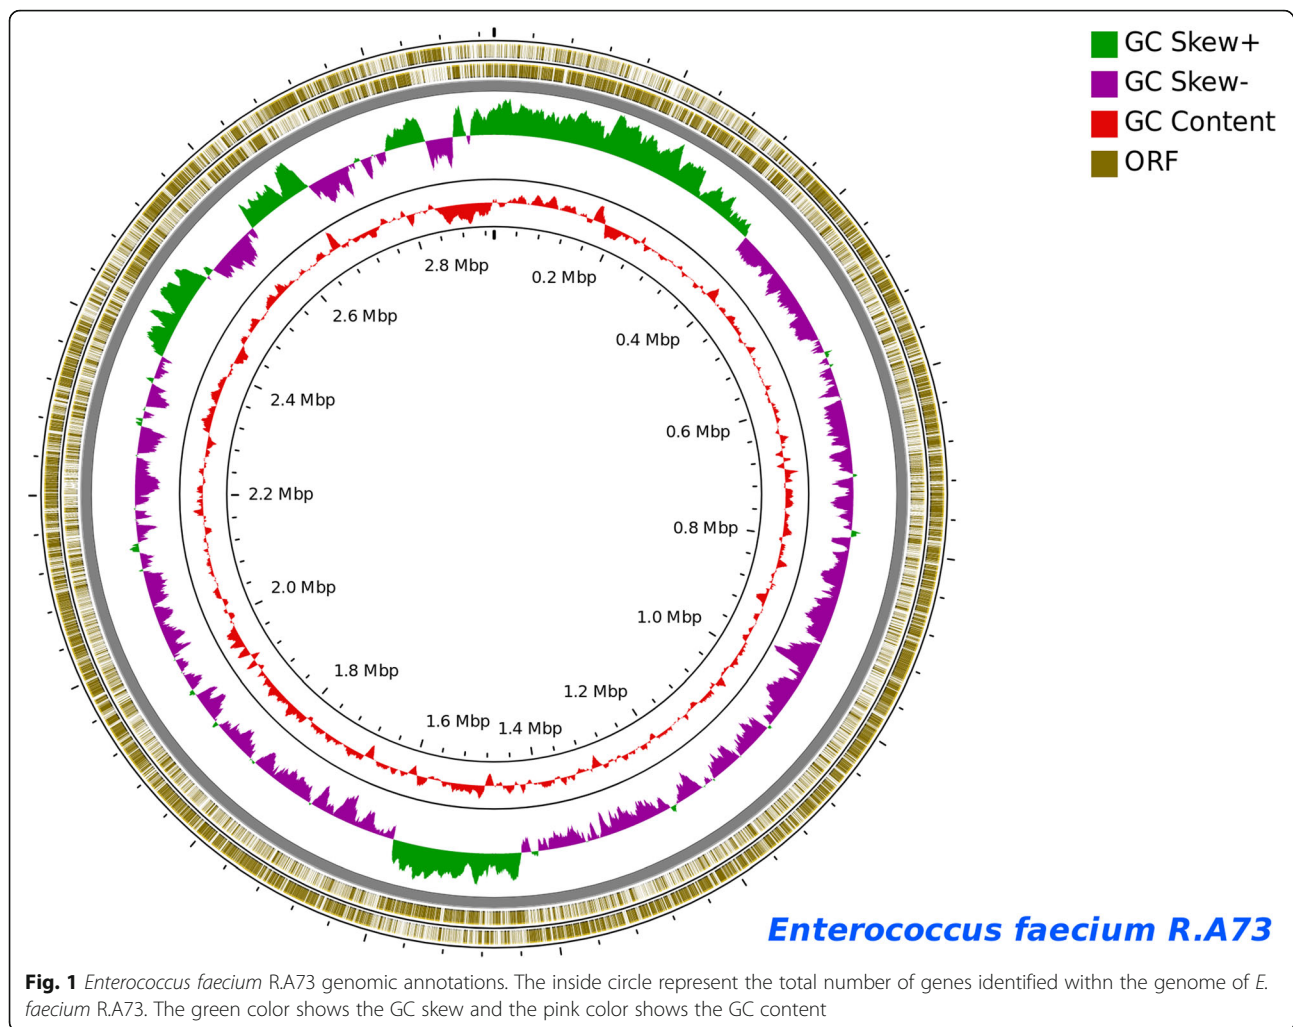 GC Skew+
GC Skew-
GC Content
ORF
2.8 Mbp
0.2 Mbp
2.6 Mbp
0.4 Mbp
2.4 Mbp
0.6 Mbp
2.2 Mbp
0.8 Mbp
2.0 Mbp
1.0 Mbp
1.8 Mbp
1.2 Mbp
1.6 Mbp
1.4 Mbp
Enterococcus faecium R.A73
Fig. 1 Enterococcus faecium R.A73 genomic annotations. The inside circle represent the total number of genes identified withn the genome of E.
faecium R.A73. The green color shows the GC skew and the pink color shows the GC content